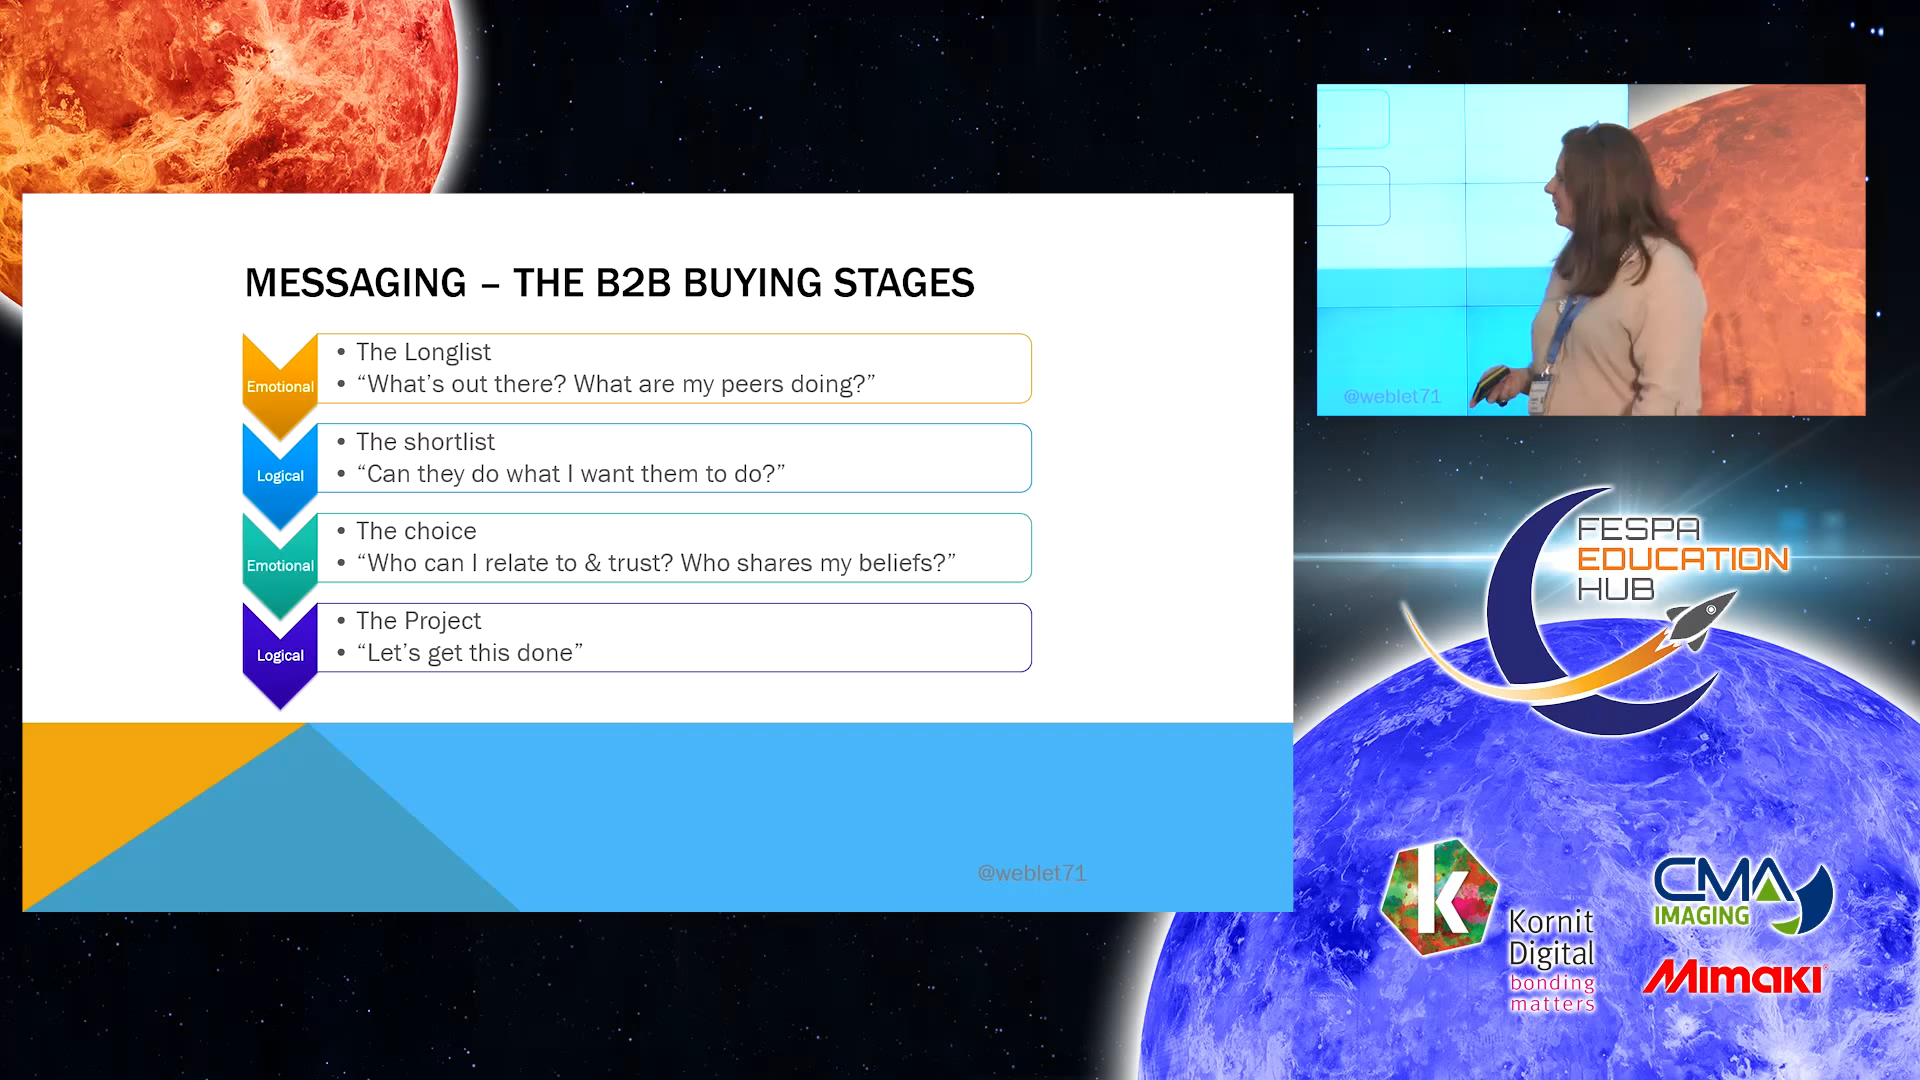 MESSAGING – THE B2B BUYING STAGES
Emotional
• The Longlist
• “What’s out there? What are my peers doing?”
Logical
• The shortlist
• “Can they do what I want them to do?”
Emotional
• The choice
• “Who can I relate to & trust? Who shares my beliefs?”
Logical
• The Project
• “Let’s get this done”
@weblet71
@weblet71
FESPA
EDUCATION
HUB
k
Kornit
Digital
bonding
matters
CMA
IMAGING
Mimaki